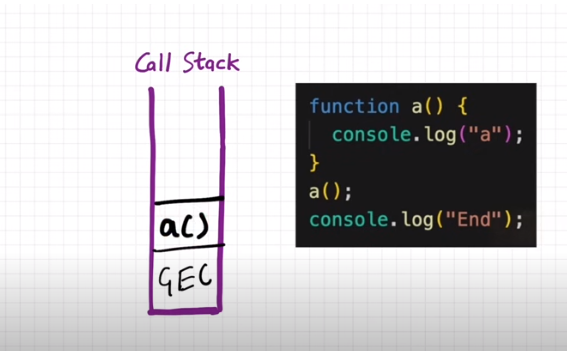 Call Stack
a()
GEC
function a() {
  console.log("a");
}
a();
console.log("End");